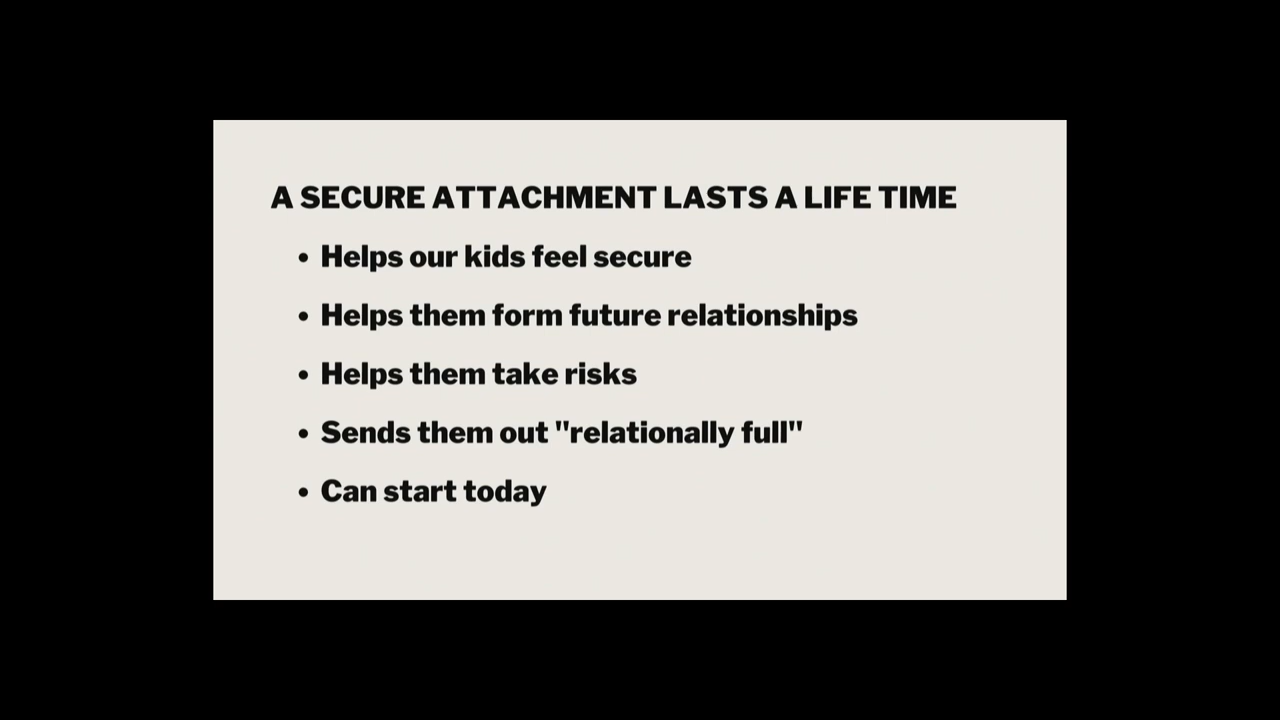 A SECURE ATTACHMENT LASTS A LIFE TIME
• Helps our kids feel secure
• Helps them form future relationships
• Helps them take risks
• Sends them out "relationally full"
• Can start today